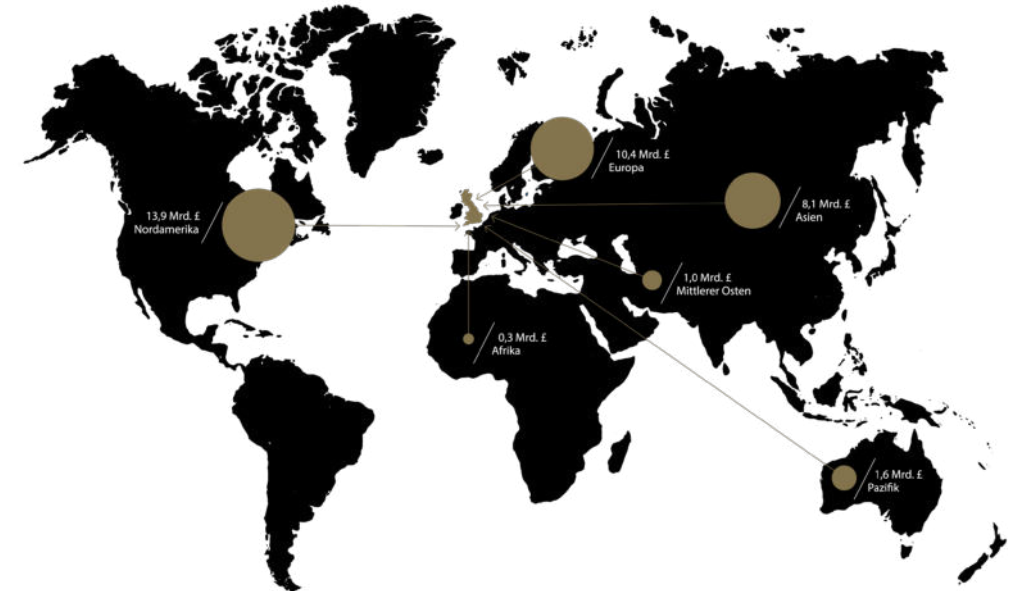 10,4 Mrd. £
Europa
13,9 Mrd. £
Nordamerika
8,1 Mrd. £
Asien
1,0 Mrd. £
Mittlerer Osten
0,3 Mrd. £
Afrika
1,6 Mrd. £
Pazifik